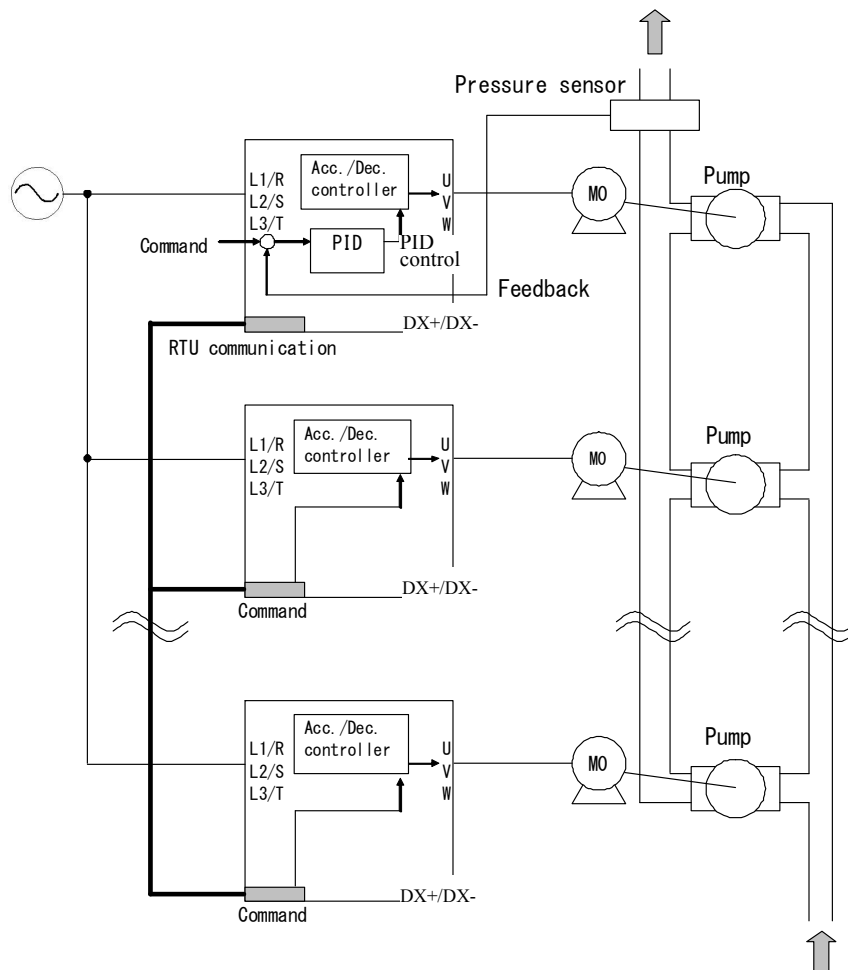 Pressure sensor
L1/R
L2/S
L3/T
Acc./Dec.
controller
U
V
W
MO
Pump
Command
PID
PID
control
Feedback
DX+/DX-
RTU communication
L1/R
L2/S
L3/T
Acc./Dec.
controller
U
V
W
MO
Pump
DX+/DX-
Command
L1/R
L2/S
L3/T
Acc./Dec.
controller
U
V
W
MO
Pump
DX+/DX-
Command